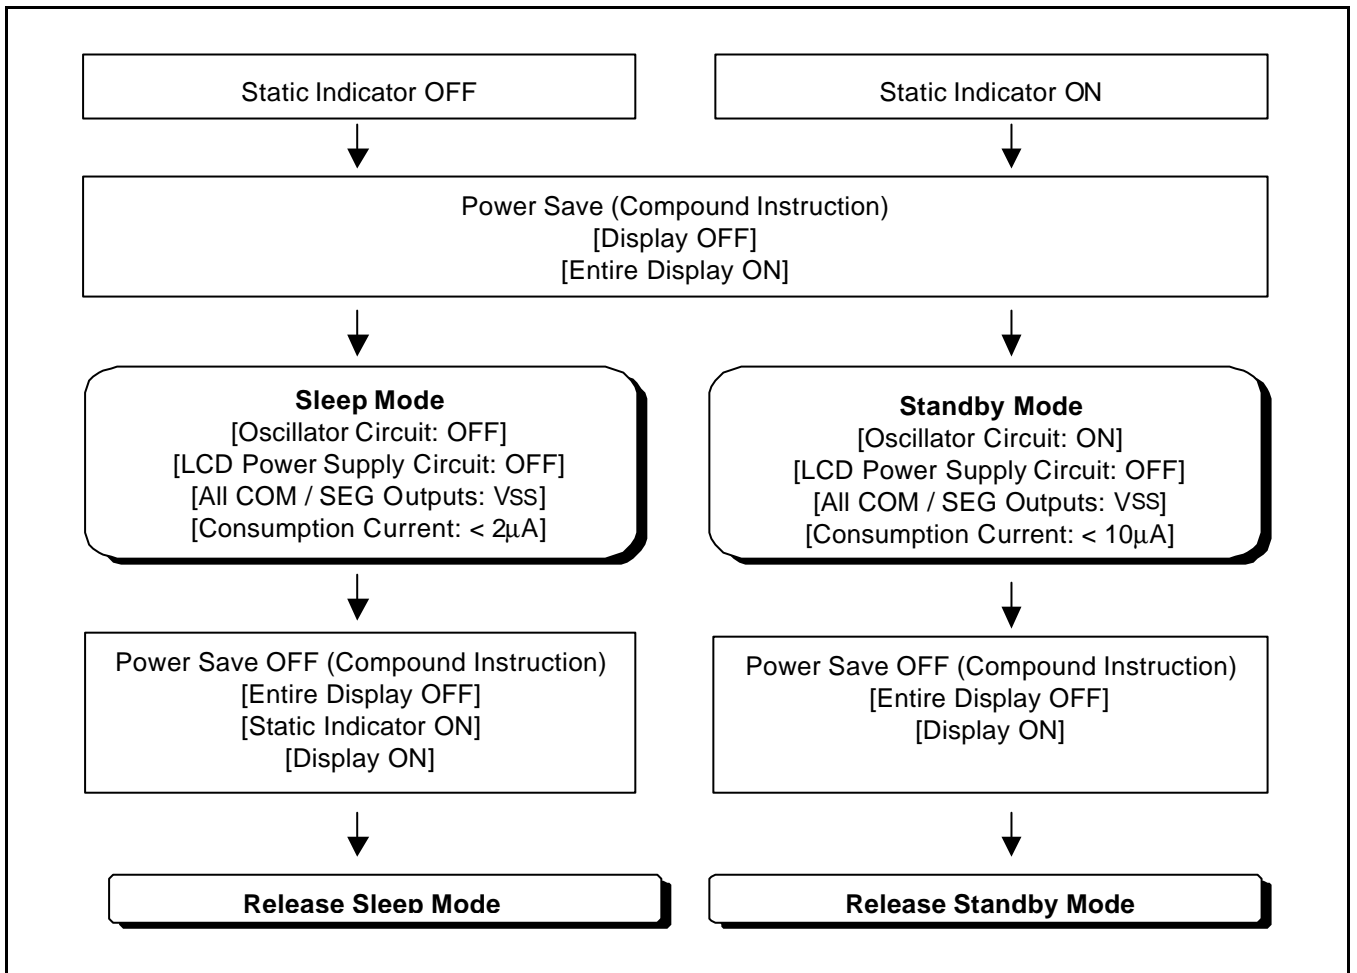 Static Indicator OFF
Static Indicator ON
Power Save (Compound Instruction)
[Display OFF]
[Entire Display ON]
Sleep Mode
[Oscillator Circuit: OFF]
[LCD Power Supply Circuit: OFF]
[All COM / SEG Outputs: VSS]
[Consumption Current: < 2μA]
Standby Mode
[Oscillator Circuit: ON]
[LCD Power Supply Circuit: OFF]
[All COM / SEG Outputs: VSS]
[Consumption Current: < 10μA]
Power Save OFF (Compound Instruction)
[Entire Display OFF]
[Static Indicator ON]
[Display ON]
Power Save OFF (Compound Instruction)
[Entire Display OFF]
[Display ON]
Release Sleep Mode
Release Standby Mode